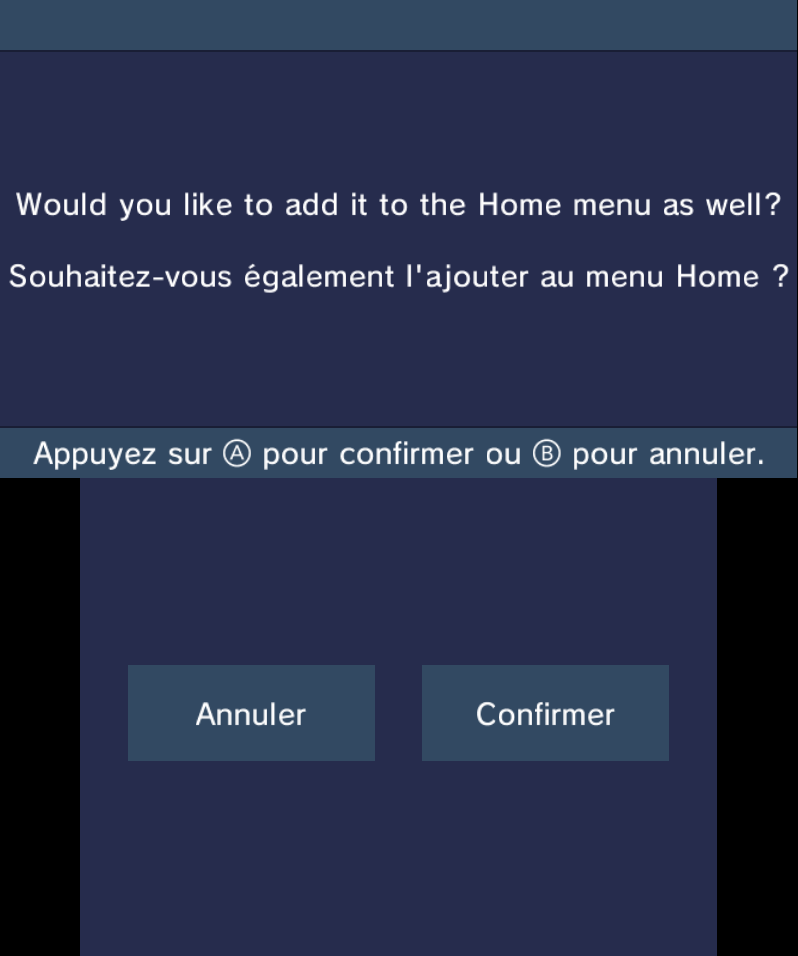 Would you like to add it to the Home menu as well?
Souhaitez-vous également l'ajouter au menu Home ?
Appuyez sur Ⓐ pour confirmer ou Ⓑ pour annuler.
Annuler
Confirmer